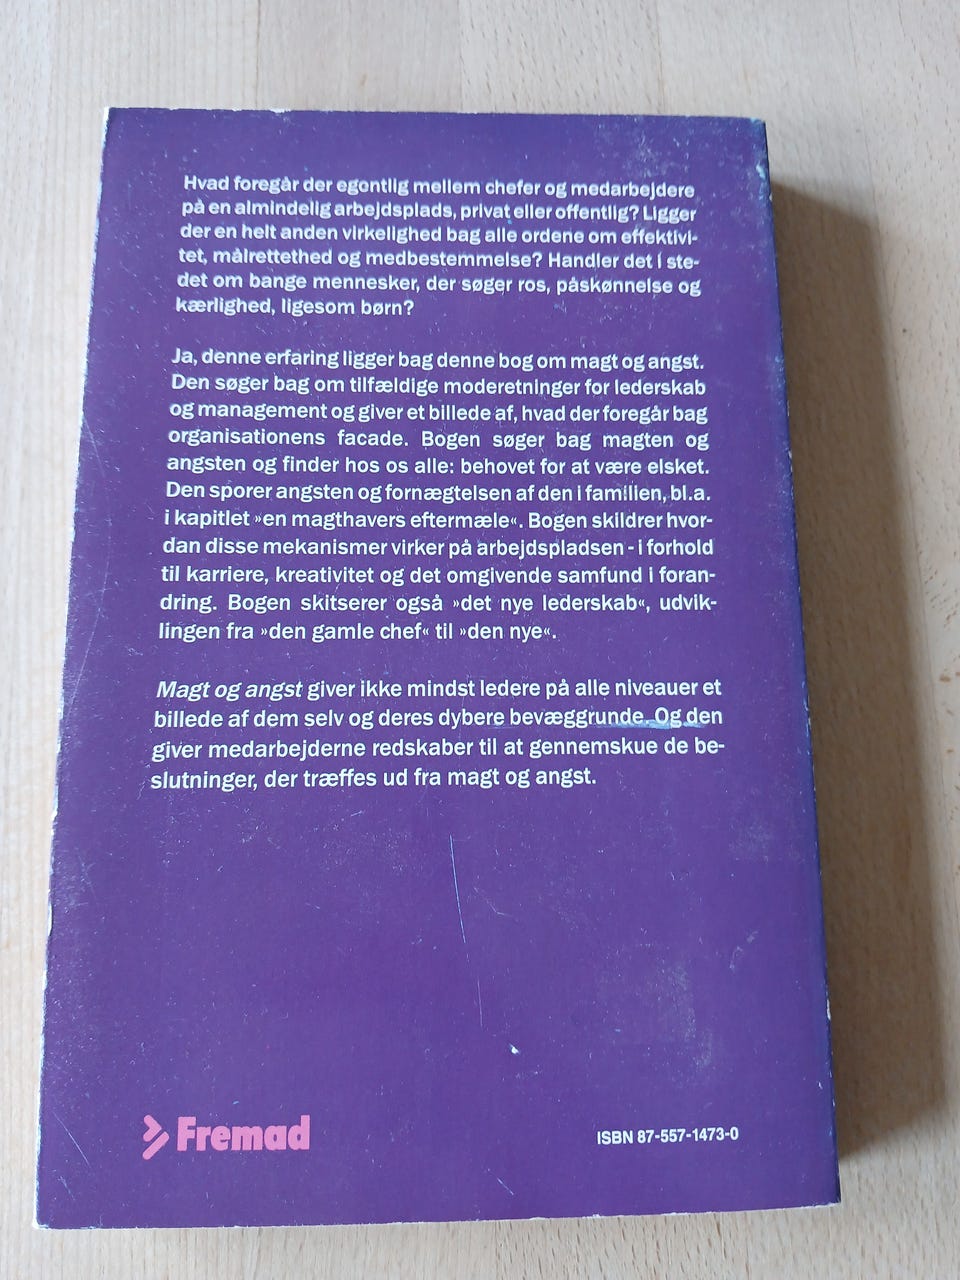 Hvad foregår der egentlig mellem chefer og medarbejdere
på en almindelig arbejdsplads, privat eller offentlig? Ligger
der en helt anden virkelighed bag alle ordene om effektivi-
tet, målrettethed og medbestemmelse? Handler det i ste-
det om bange mennesker, der søger ros, påskønnelse og
kærlighed, ligesom børn?
Ja, denne erfaring ligger bag denne bog om magt og angst.
Den søger bag om tilfældige moderetninger for lederskab
og management og giver et billede af, hvad der foregår bag
organisationens facade. Bogen søger bag magten og
angsten og finder hos os alle: behovet for at være elsket.
Den sporer angsten og fornægtelsen af den i familien, bl.a.
i kapitlet »en magthavers eftermæle«. Bogen skildrer hvor-
dan disse mekanismer virker på arbejdspladsen - i forhold
til karriere, kreativitet og det omgivende samfund i foran-
dring. Bogen skitserer også »det nye lederskab«, udvik-
lingen fra »den gamle chef« til »den nye«.
Magt og angst giver ikke mindst ledere på alle niveauer et
billede af dem selv og deres dybere bevæggrunde. Og den
giver medarbejderne redskaber til at gennemskue de be-
slutninger, der træffes ud fra magt og angst.
Fremad
ISBN 87-557-1473-0